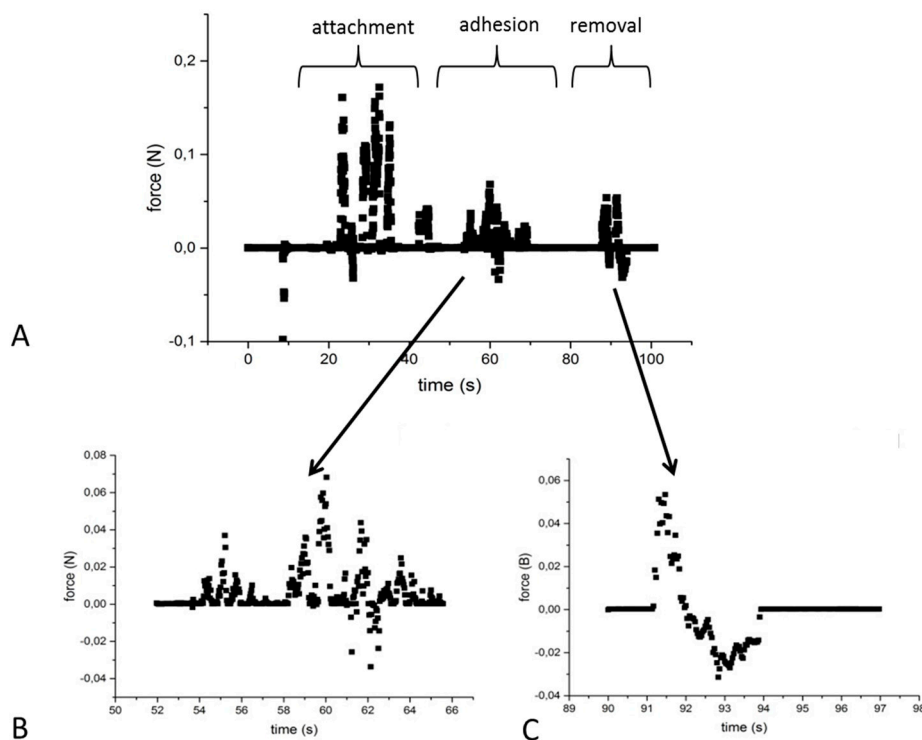 attachment adhesion removal
0,2
0,1
0,0
-0,1
force (N)
0 20 40 60 80 100
time (s)
A
0,08
0,06
0,04
0,02
0,00
-0,02
-0,04
force (N)
50 52 54 56 58 60 62 64 66
time (s)
B
0,08
0,06
0,04
0,02
0,00
-0,02
-0,04
force (B)
89 90 91 92 93 94 95 96 97 98
time (s)
C